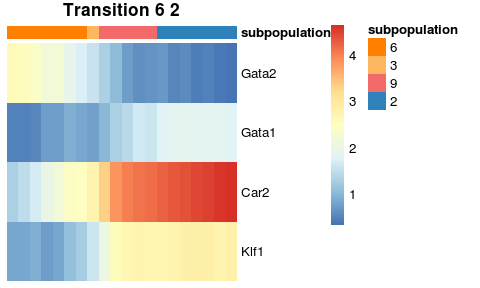 Transition 6 2
subpopulation
Gata2
Gata1
Car2
Klf1
4
3
2
1
subpopulation
6
3
9
2